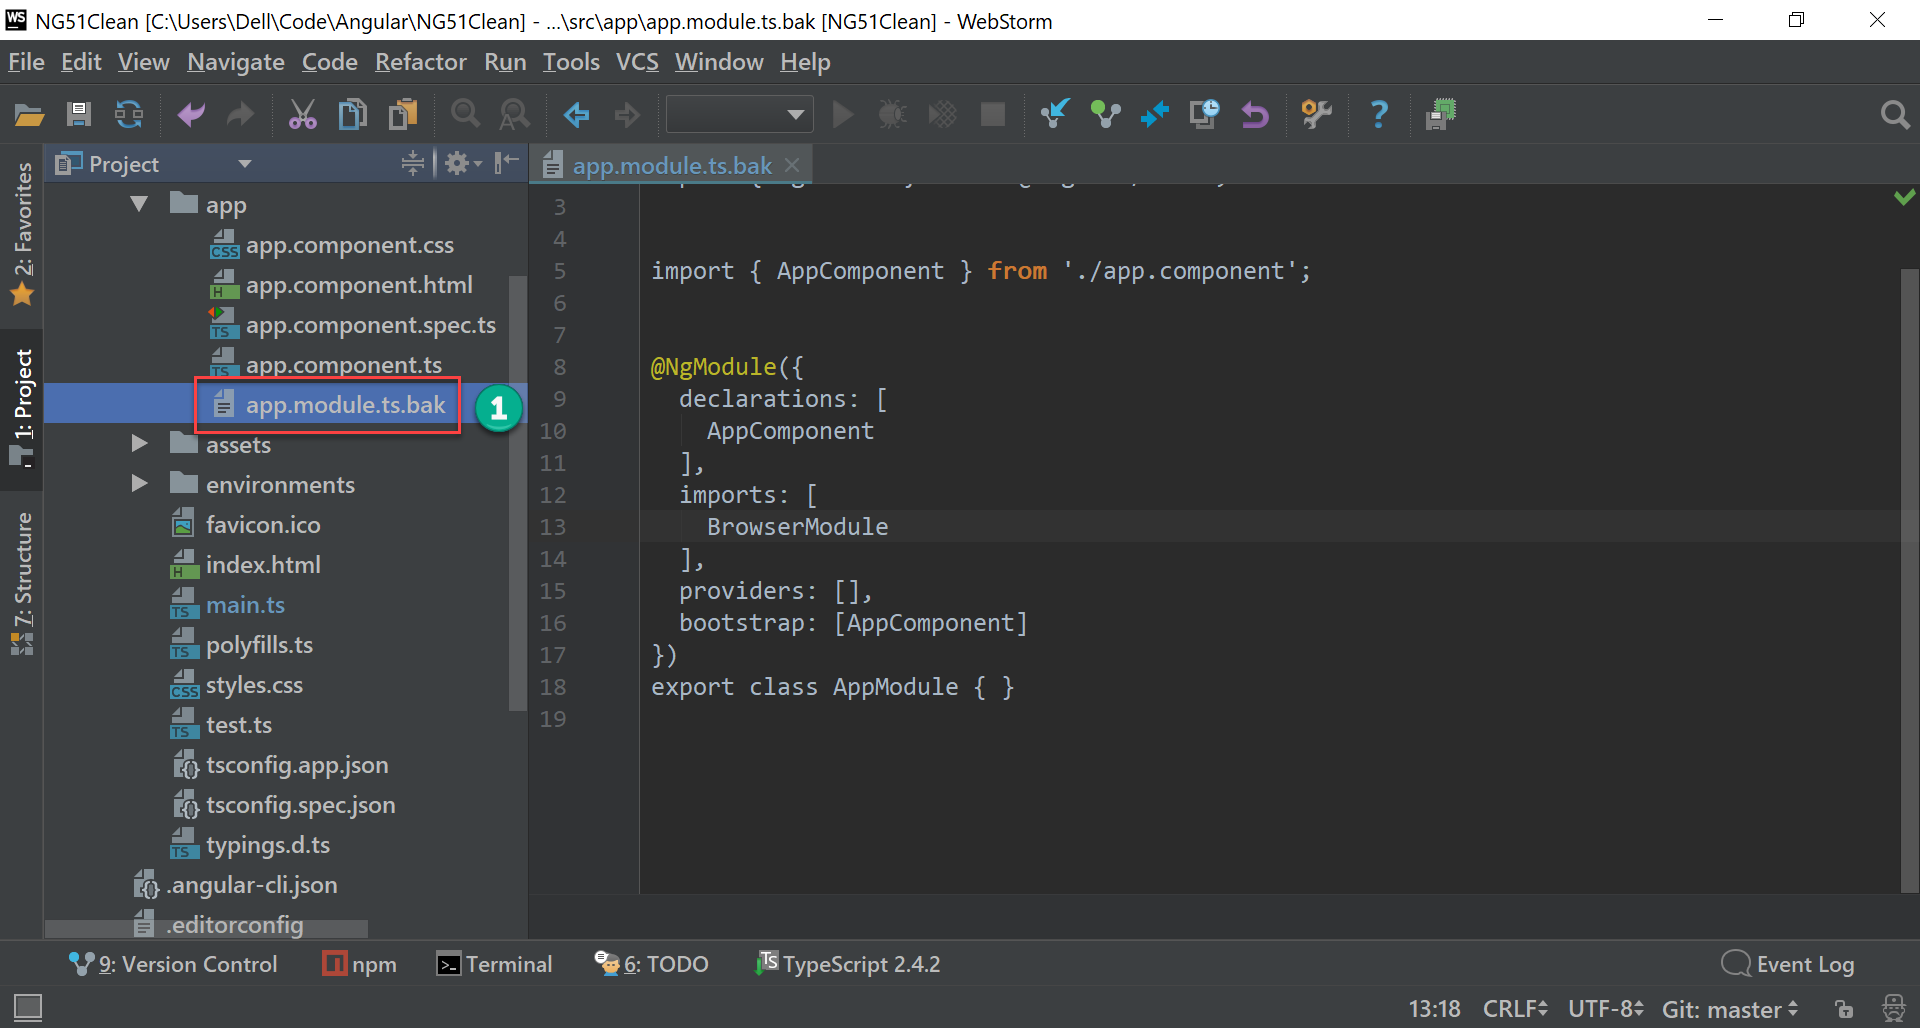 WS NG51Clean [C:\Users\Dell\Code\Angular\NG51Clean] - ...\src\app\app.module.ts.bak [NG51Clean] - WebStorm
File Edit View Navigate Code Refactor Run Tools VCS Window Help
Project
app.module.ts.bak
2: Favorites
1: Project
7: Structure
app
app.component.css
app.component.html
app.component.spec.ts
app.component.ts
app.module.ts.bak
1
assets
environments
favicon.ico
index.html
main.ts
polyfills.ts
styles.css
test.ts
tsconfig.app.json
tsconfig.spec.json
typings.d.ts
.angular-cli.json
.editorconfig
3
4
5 import { AppComponent } from './app.component';
6
7
8 @NgModule({
9 declarations: [
10 AppComponent
11 ],
12 imports: [
13 BrowserModule
14 ],
15 providers: [],
16 bootstrap: [AppComponent]
17 })
18 export class AppModule { }
19
9: Version Control npm Terminal 6: TODO TypeScript 2.4.2 Event Log
13:18 CRLF UTF-8 Git: master